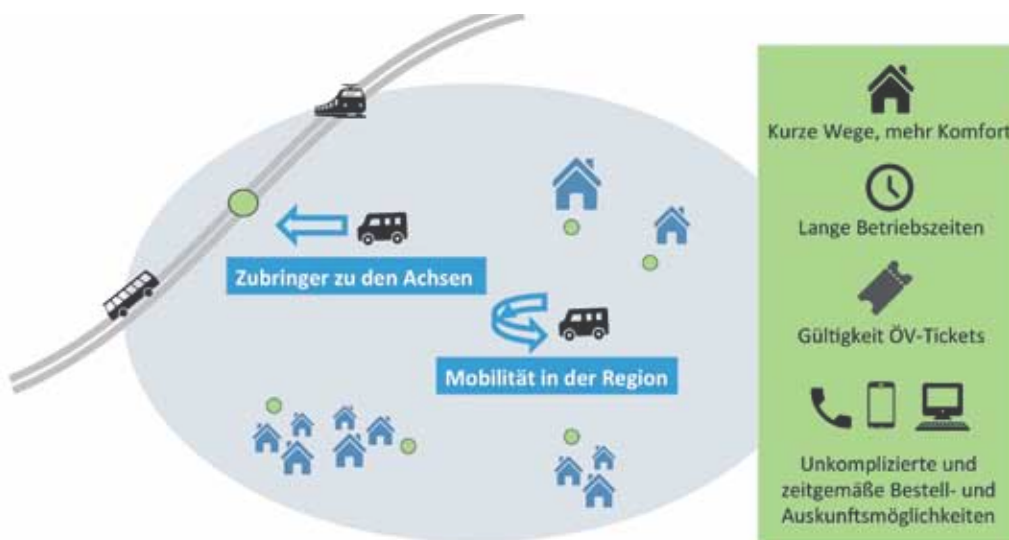 Zubringer zu den Achsen
Mobilität in der Region
Kurze Wege, mehr Komfort
Lange Betriebszeiten
Gültigkeit ÖV-Tickets
Unkomplizierte und
zeitgemäße Bestell- und
Auskunftsmöglichkeiten